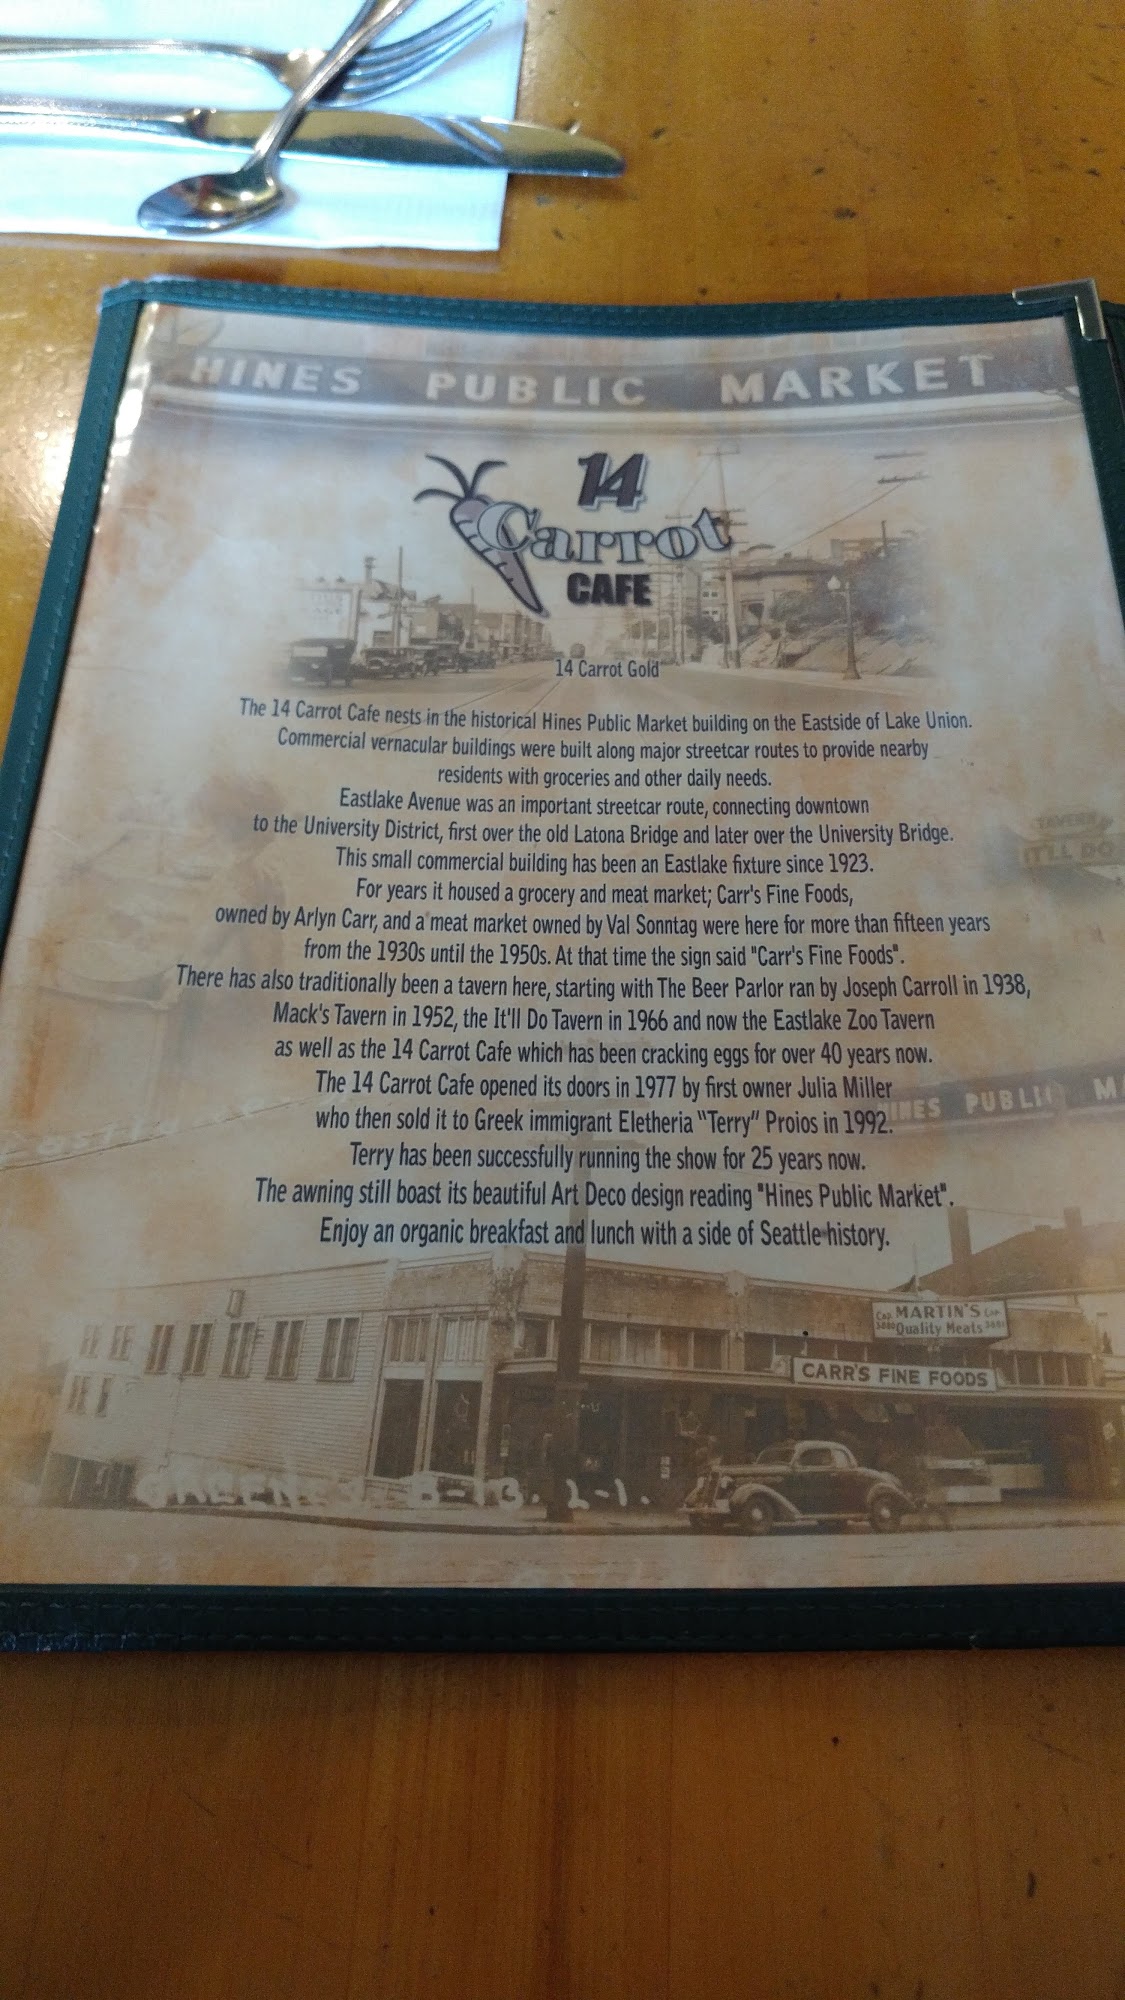 HINES PUBLIC MARKET
14
Carrot
CAFE
14 Carrot Gold
The 14 Carrot Cafe nests in the historical Hines Public Market building on the Eastside of Lake Union.
Commercial vernacular buildings were built along major streetcar routes to provide nearby
residents with groceries and other daily needs.
Eastlake Avenue was an important streetcar route, connecting downtown
to the University District, first over the old Latona Bridge and later over the University Bridge.
TAVERN
IT'LL DO
This small commercial building has been an Eastlake fixture since 1923.
For years it housed a grocery and meat market; Carr's Fine Foods,
owned by Arlyn Carr, and a meat market owned by Val Sonntag were here for more than fifteen years
from the 1930s until the 1950s. At that time the sign said "Carr's Fine Foods".
There has also traditionally been a tavern here, starting with The Beer Parlor ran by Joseph Carroll in 1938,
Mack's Tavern in 1952, the It'll Do Tavern in 1966 and now the Eastlake Zoo Tavern
as well as the 14 Carrot Cafe which has been cracking eggs for over 40 years now.
The 14 Carrot Cafe opened its doors in 1977 by first owner Julia Miller
HINES PUBLIC MA
who then sold it to Greek immigrant Eletheria "Terry" Proios in 1992.
Terry has been successfully running the show for 25 years now.
The awning still boast its beautiful Art Deco design reading "Hines Public Market".
Enjoy an organic breakfast and lunch with a side of Seattle history.
MARTIN'S
Quality Meats
CARR'S FINE FOODS